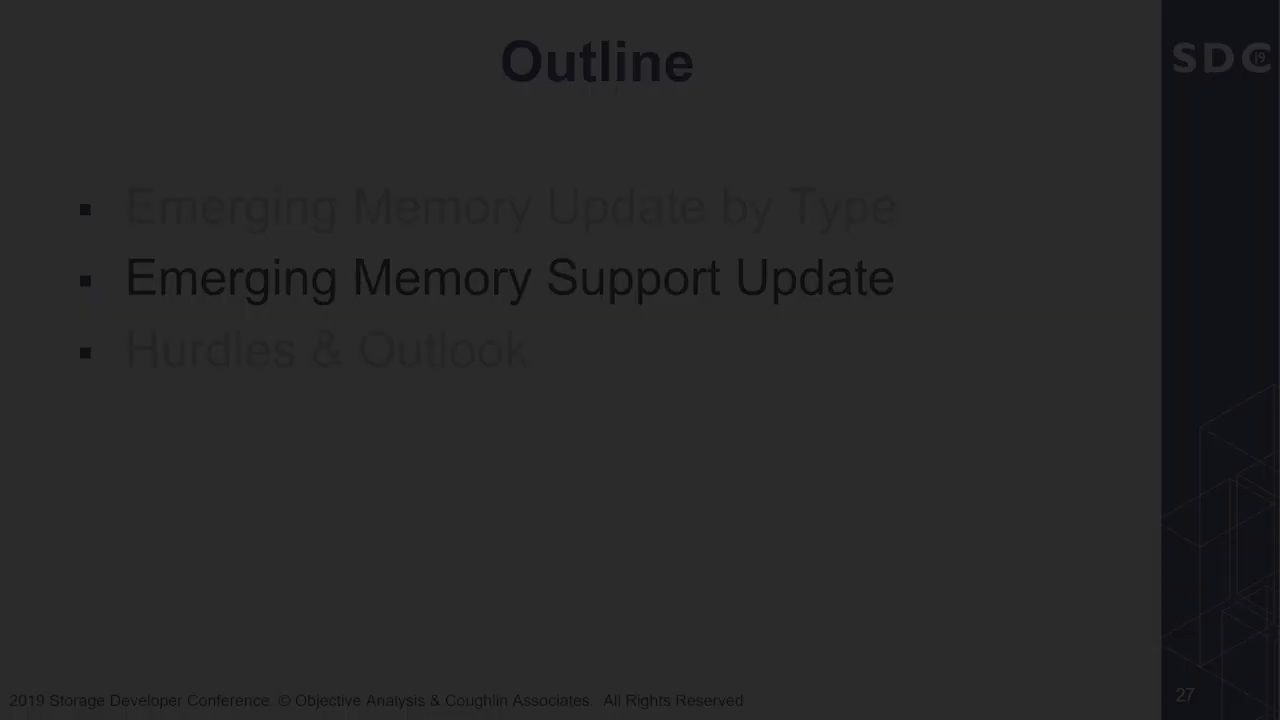 Outline
SDC 19
▪ Emerging Memory Update by Type
▪ Emerging Memory Support Update
▪ Hurdles & Outlook
2019 Storage Developer Conference. © Objective Analysis & Coughlin Associates. All Rights Reserved
27